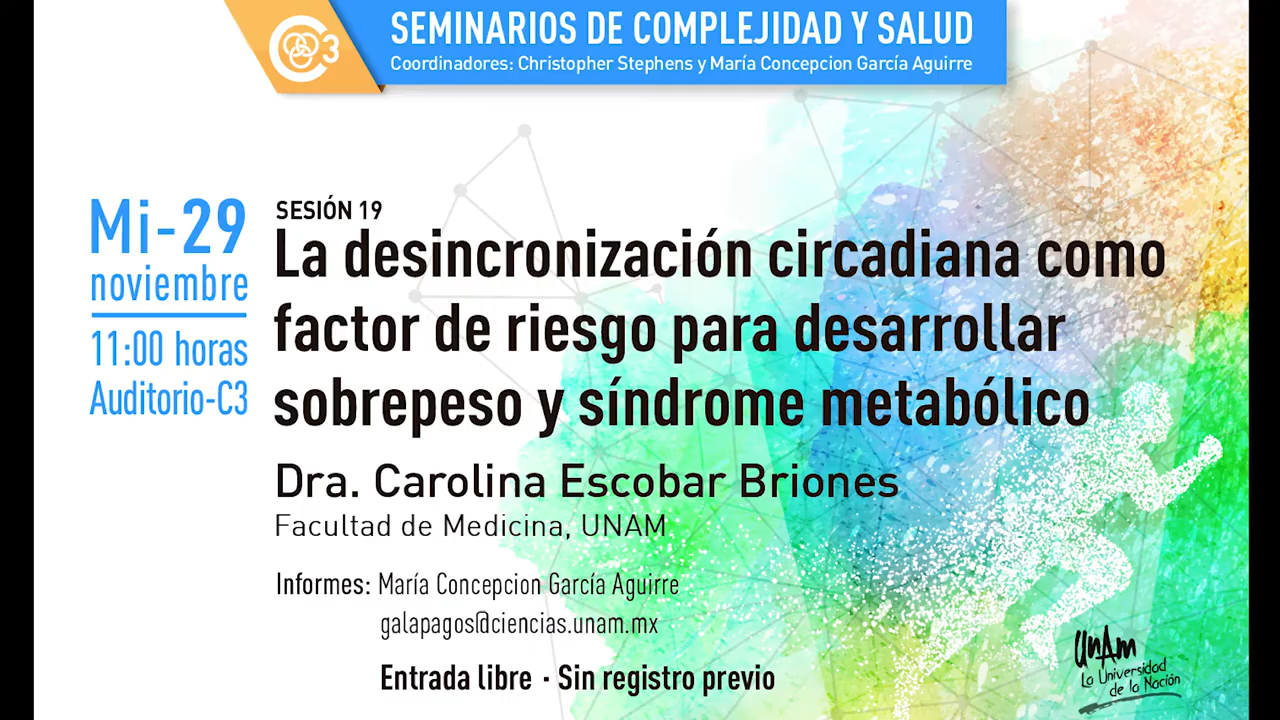 3
SEMINARIOS DE COMPLEJIDAD Y SALUD
Coordinadores: Christopher Stephens y María Concepcion García Aguirre
Mi-29
noviembre
11:00 horas
Auditorio-C3
SESIÓN 19
La desincronización circadiana como
factor de riesgo para desarrollar
sobrepeso y síndrome metabólico
Dra. Carolina Escobar Briones
Facultad de Medicina, UNAM
Informes: María Concepcion García Aguirre
galapagos@ciencias.unam.mx
Entrada libre · Sin registro previo
UNAM
La Universidad
de la Nación